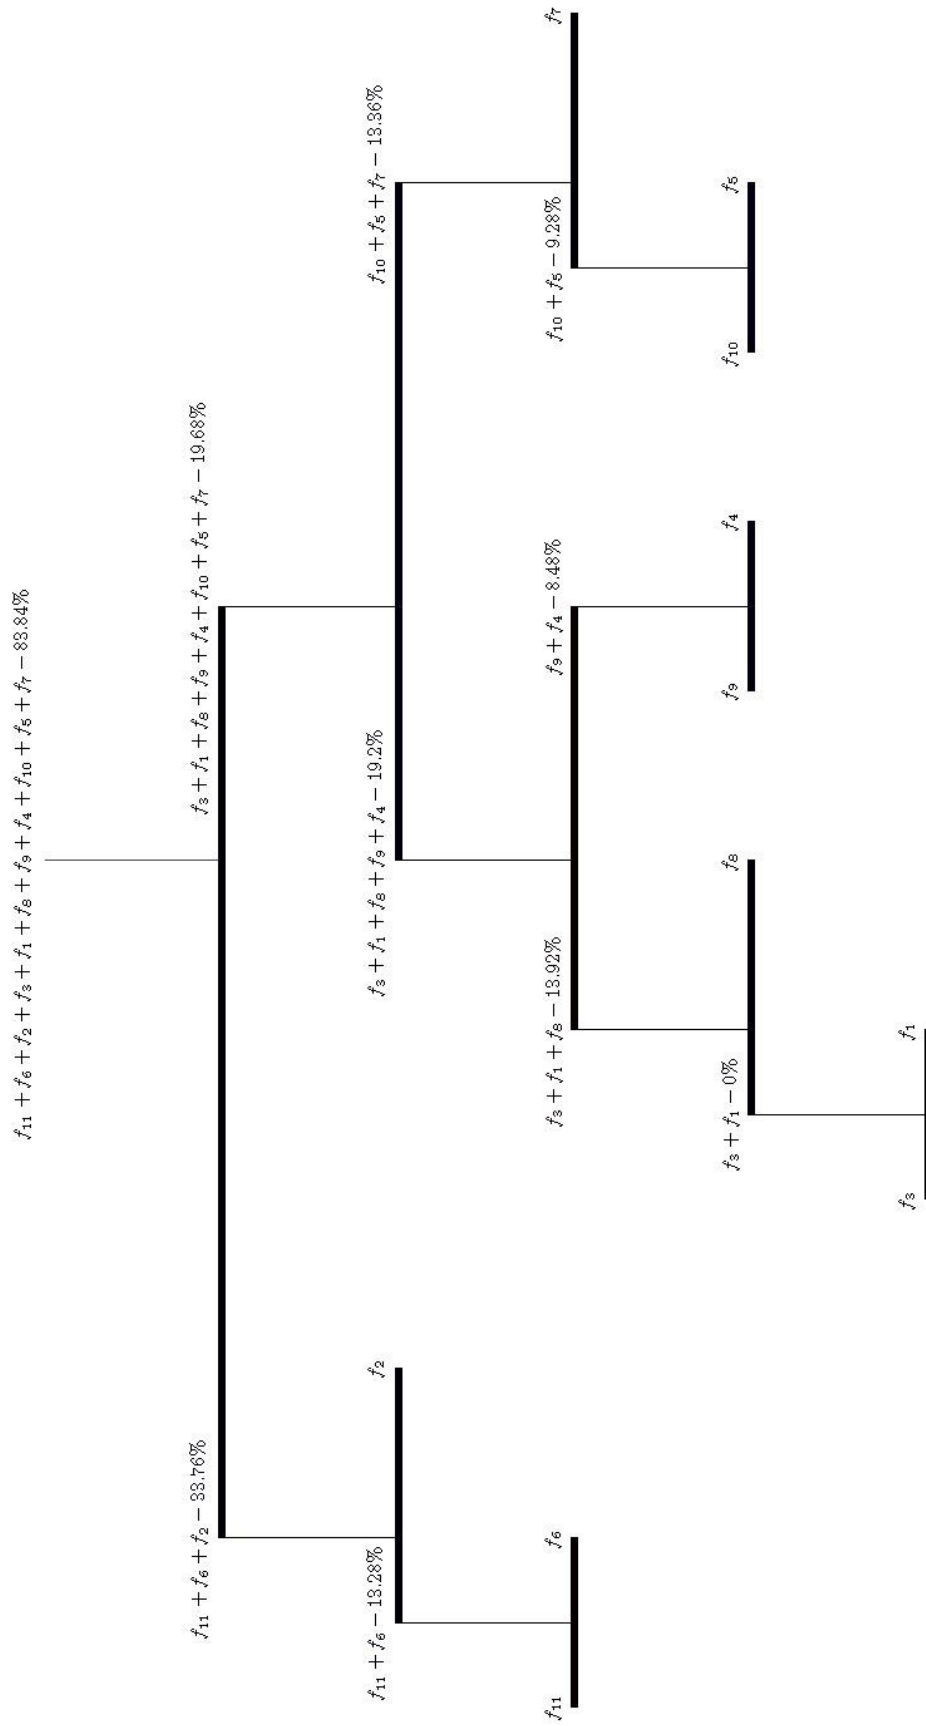 f₁₁ + f₆ + f₂ + f₃ + f₁ + f₈ + f₉ + f₄ + f₁₀ + f₅ + f₇ − 83.84%
f₁₁ + f₆ + f₂ − 33.76%
f₃ + f₁ + f₈ + f₉ + f₄ + f₁₀ + f₅ + f₇ − 19.68%
f₁₁ + f₆ − 13.28%
f₂
f₃ + f₁ + f₈ + f₉ + f₄ − 19.2%
f₁₀ + f₅ + f₇ − 13.36%
f₁₁
f₆
f₃ + f₁ + f₈ − 13.92%
f₉ + f₄ − 8.48%
f₁₀ + f₅ − 9.28%
f₇
f₃ + f₁ − 0%
f₈
f₉
f₄
f₁₀
f₅
f₃
f₁